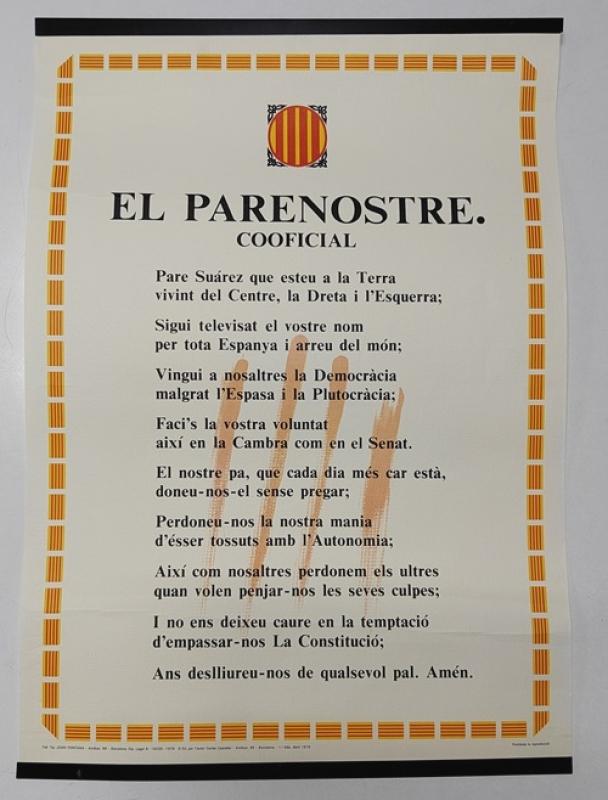 EL PARENOSTRE.
COOFICIAL
Pare Suárez que esteu a la Terra
vivint del Centre, la Dreta i l'Esquerra;
Sigui televisat el vostre nom
per tota Espanya i arreu del món;
Vingui a nosaltres la Democràcia
malgrat l'Espasa i la Plutocràcia;
Faci's la vostra voluntat
així en la Cambra com en el Senat.
El nostre pa, que cada dia més car està,
doneu-nos-el sense pregar;
Perdoneu-nos la nostra mania
d'ésser tossuts amb l'Autonomia;
Així com nosaltres perdonem els ultres
quan volen penjar-nos les seves culpes;
I no ens deixeu caure en la temptació
d'empassar-nos La Constitució;
Ans deslliureu-nos de qualsevol pal. Amén.